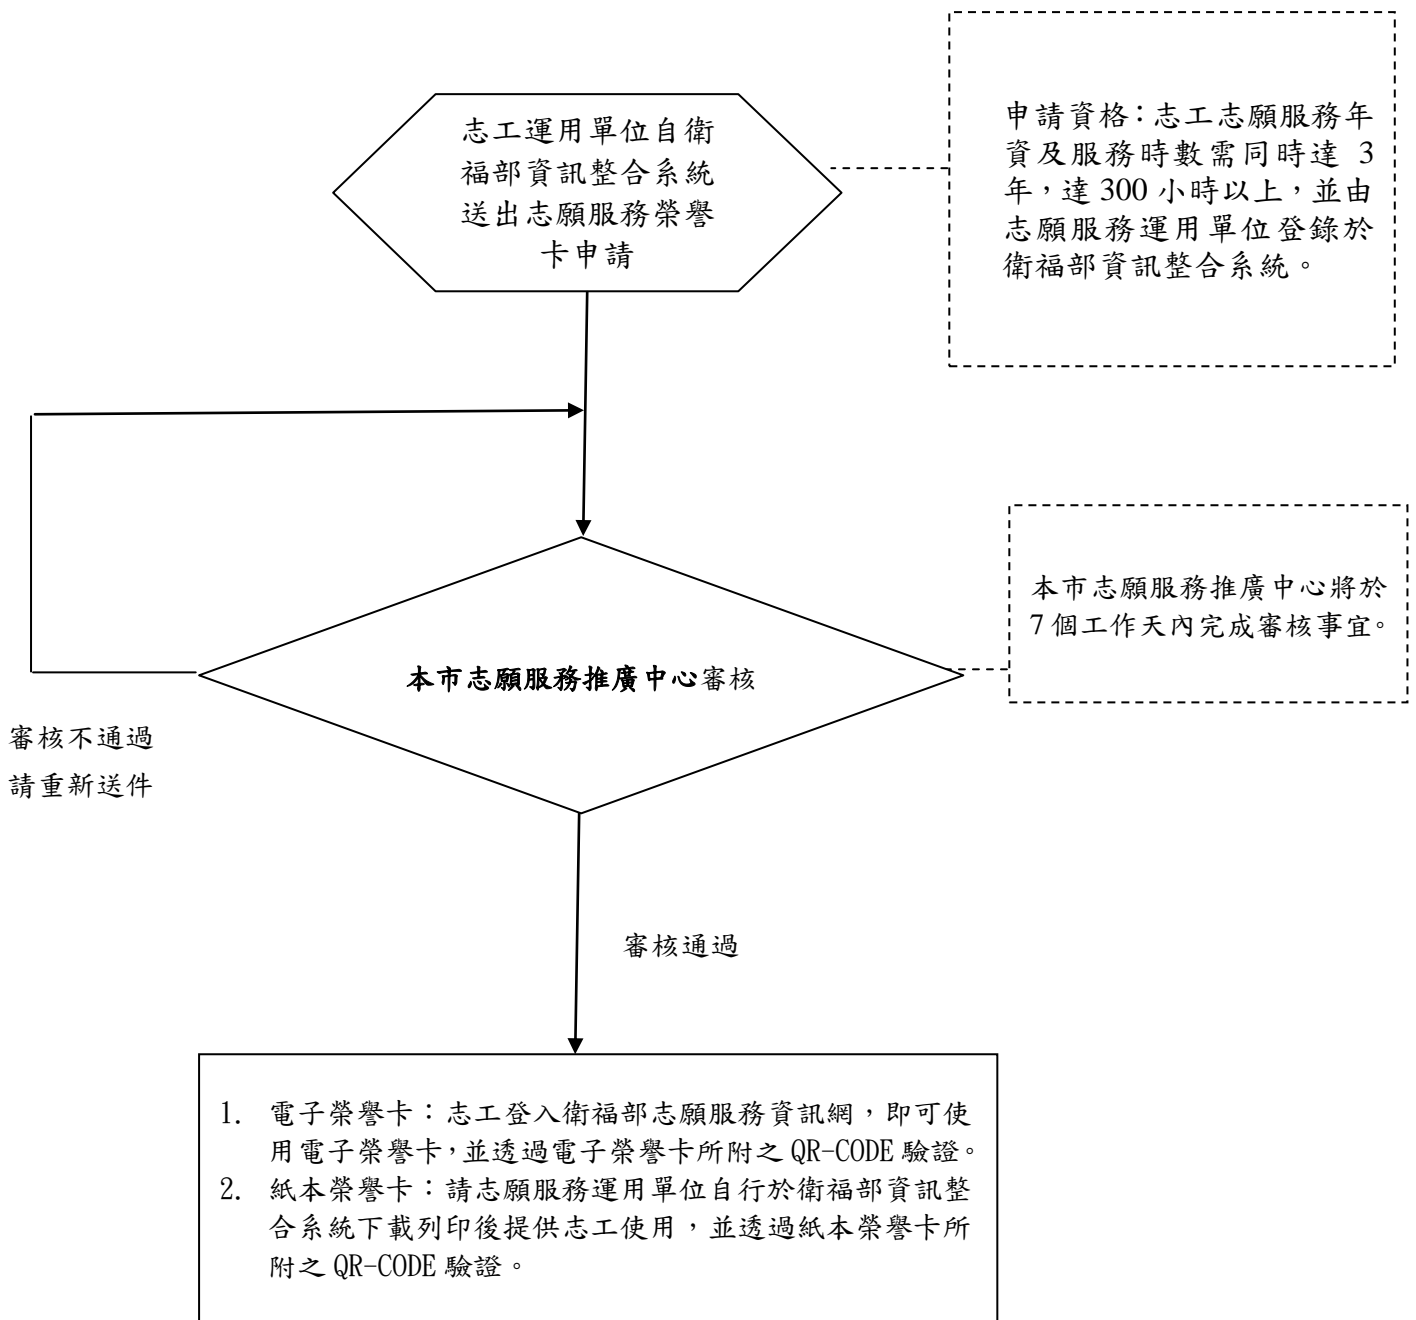 志工運用單位自衛
福部資訊整合系統
送出志願服務榮譽
卡申請
申請資格：志工志願服務年
資及服務時數需同時達 3
年，達 300 小時以上，並由
志願服務運用單位登錄於
衛福部資訊整合系統。
本市志願服務推廣中心將於
7 個工作天內完成審核事宜。
本市志願服務推廣中心審核
審核不通過
請重新送件
審核通過
1. 電子榮譽卡：志工登入衛福部志願服務資訊網，即可使
用電子榮譽卡，並透過電子榮譽卡所附之 QR-CODE 驗證。
2. 紙本榮譽卡：請志願服務運用單位自行於衛福部資訊整
合系統下載列印後提供志工使用，並透過紙本榮譽卡所
附之 QR-CODE 驗證。